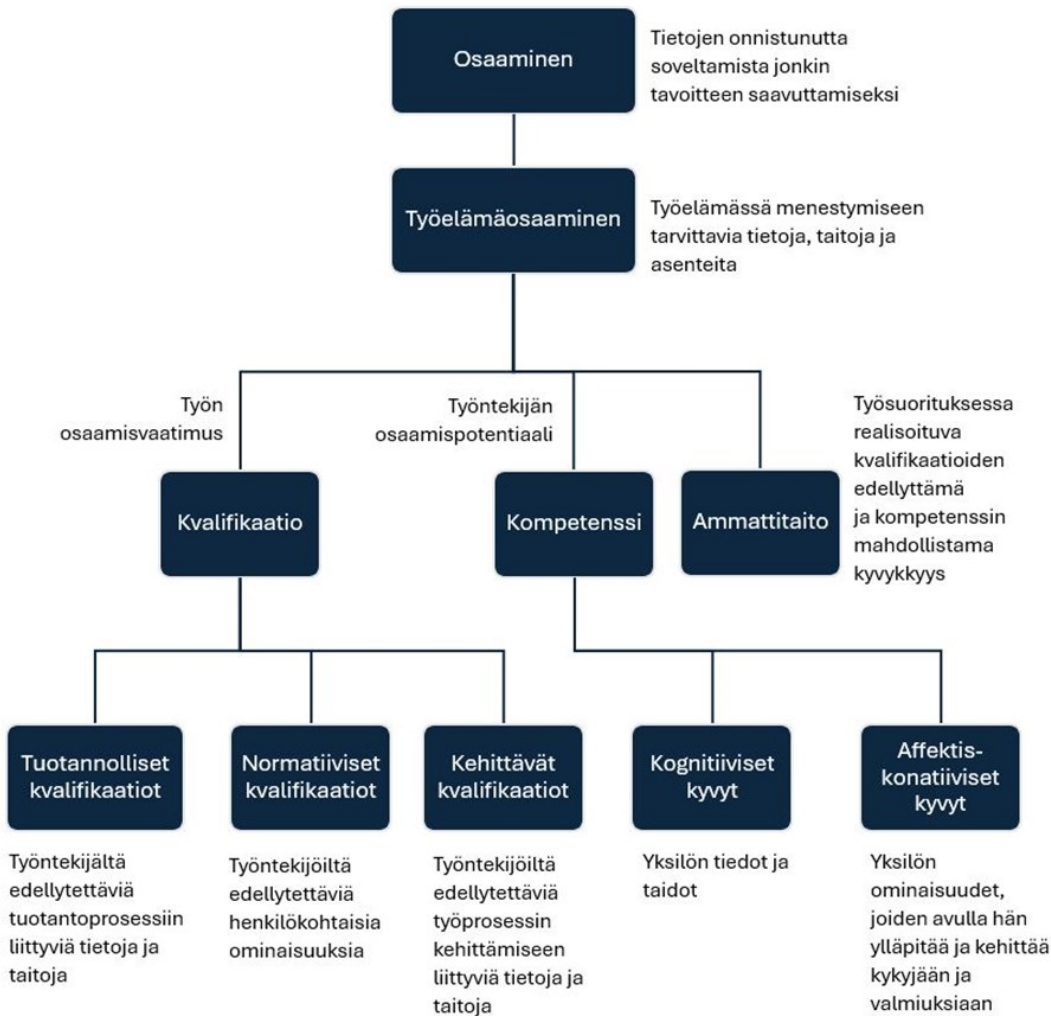 Osaaminen
Tietojen onnistunutta
soveltamista jonkin
tavoitteen saavuttamiseksi
Työelämäosaaminen
Työelämässä menestymiseen
tarvittavia tietoja, taitoja ja
asenteita
Työn
osaamisvaatimus
Työntekijän
osaamispotentiaali
Kvalifikaatio
Kompetenssi
Ammattitaito
Työsuorituksessa
realisoituva
kvalifikaatioiden
edellyttämä
ja kompetenssin
mahdollistama
kyvykkyys
Tuotannolliset
kvalifikaatiot
Normatiiviset
kvalifikaatiot
Kehittävät
kvalifikaatiot
Kognitiiviset
kyvyt
Affektis-
konatiiviset
kyvyt
Työntekijältä
edellytettäviä
tuotantoprosessiin
liittyviä tietoja ja
taitoja
Työntekijöiltä
edellytettäviä
henkilökohtaisia
ominaisuuksia
Työntekijöiltä
edellytettäviä
työprosessin
kehittämiseen
liittyviä tietoja ja
taitoja
Yksilön tiedot ja
taidot
Yksilön
ominaisuudet,
joiden avulla hän
ylläpitää ja kehittää
kykyjään ja
valmiuksiaan